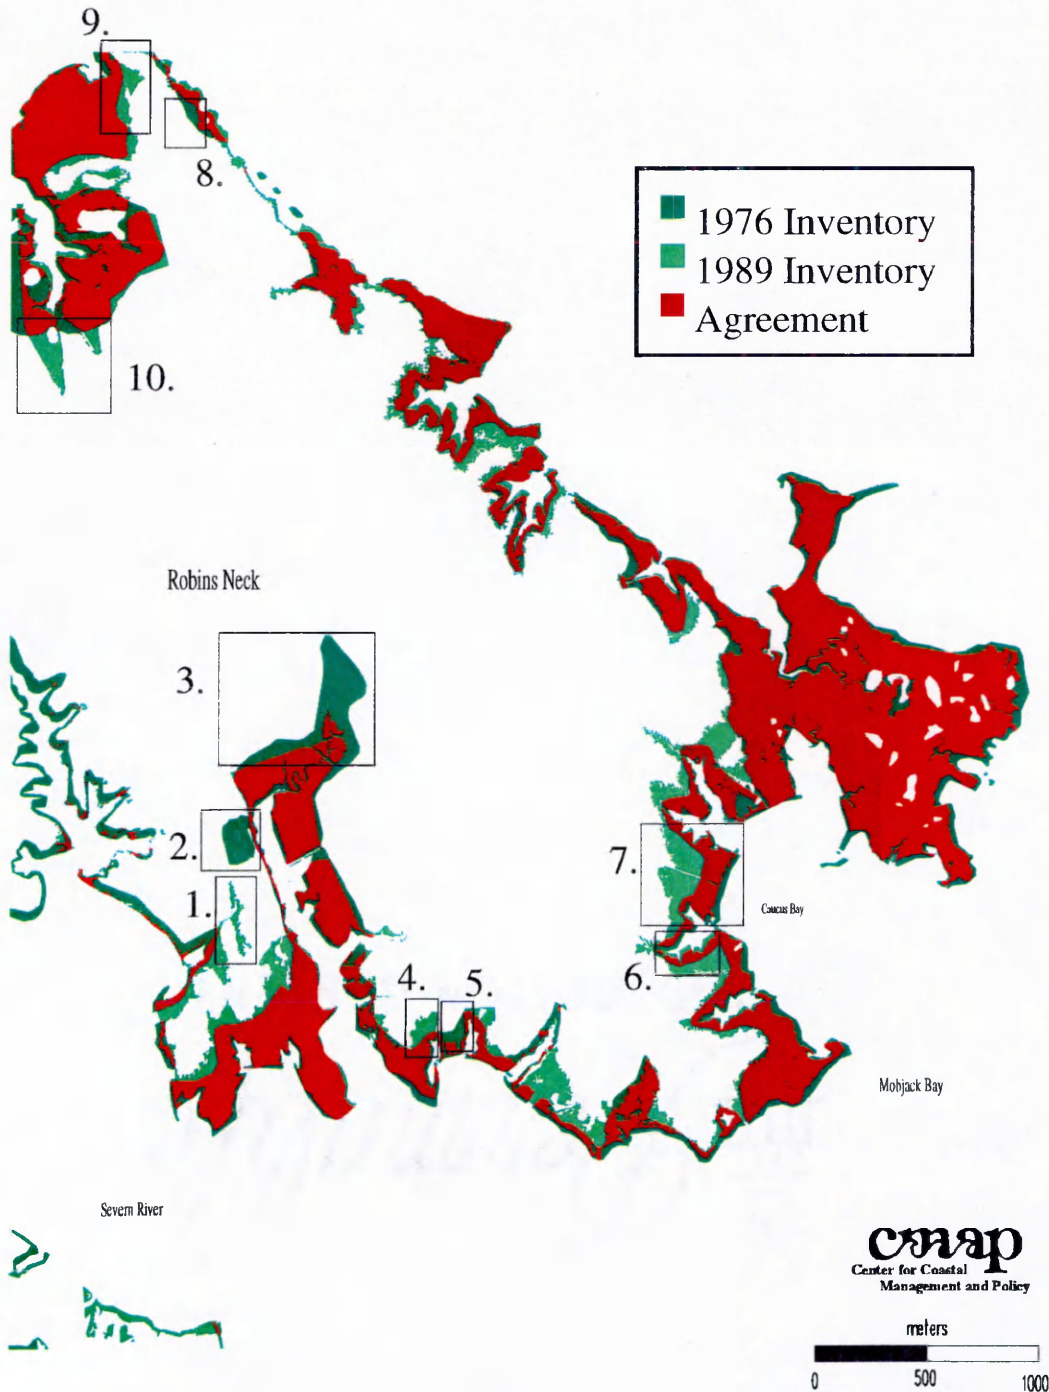 9.
8.
1976 Inventory
1989 Inventory
Agreement
10.
Robins Neck
3.
2.
1.
7.
Caucus Bay
6.
4.
5.
Mobjack Bay
Severn River
cmap
Center for Coastal
Management and Policy
meters
0 500 1000